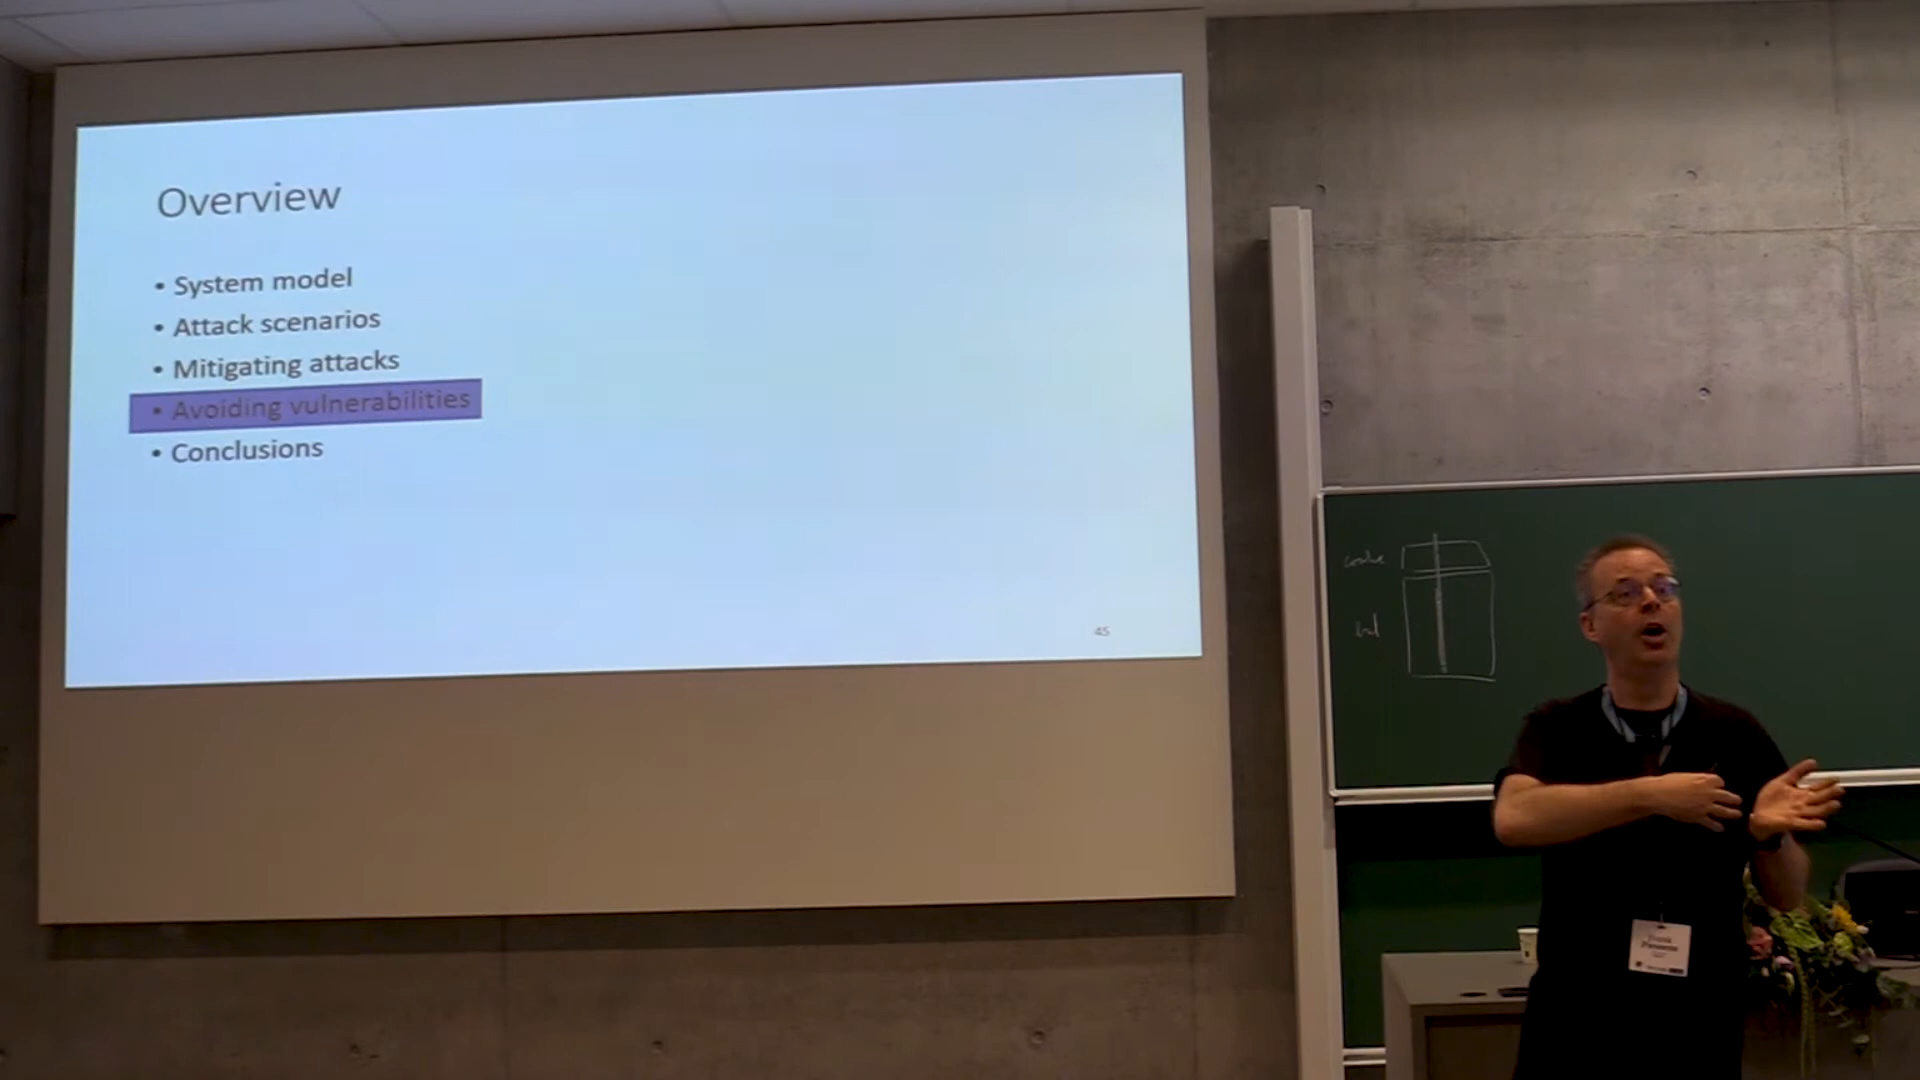 Overview
• System model
• Attack scenarios
• Mitigating attacks
• Avoiding vulnerabilities
• Conclusions
45